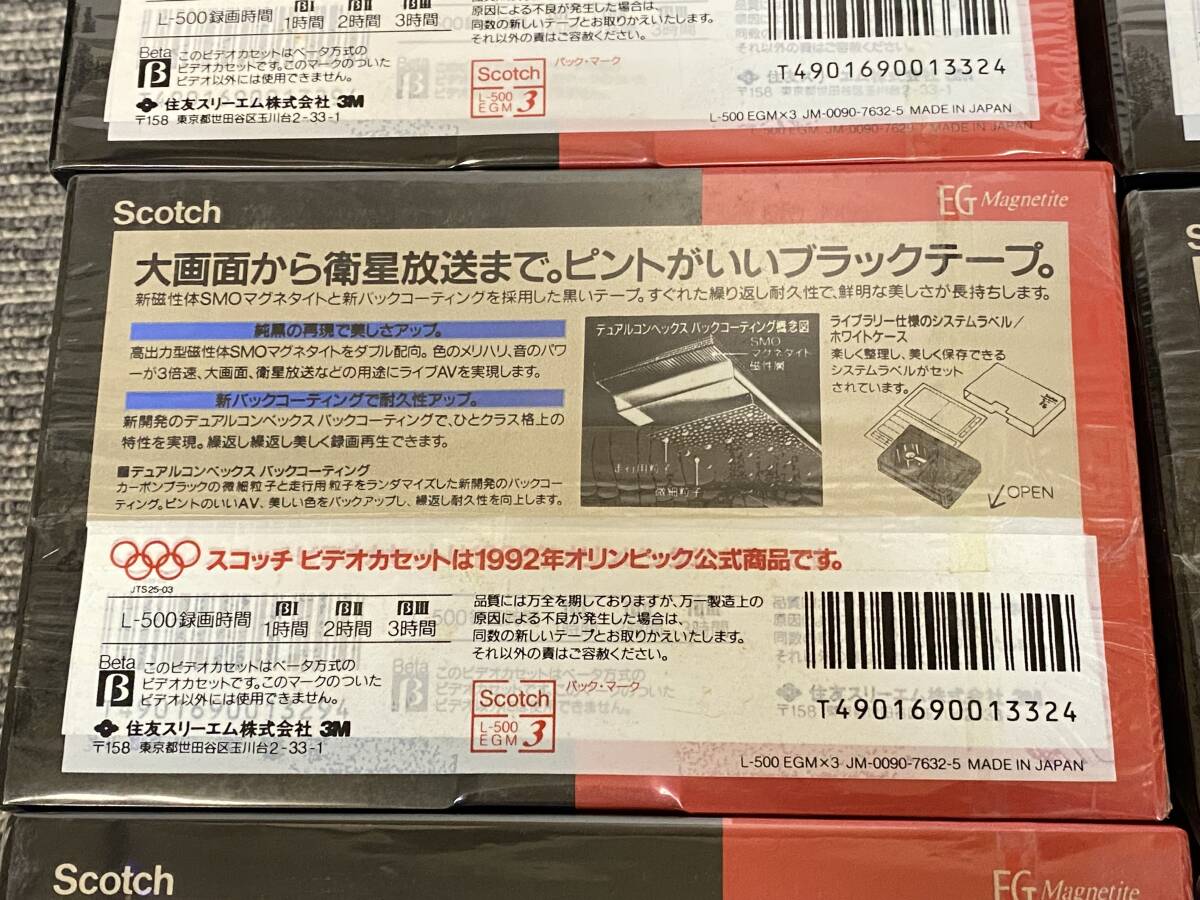 L-500録画時間
βI
1時間
βII
2時間
βIII
3時間
原因による不良が発生した場合は、
同数の新しいテープとお取りかえいたします。
それ以外の責はご容赦ください。
Beta
β
このビデオカセットはベータ方式の
ビデオカセットです。このマークのついた
ビデオ以外には使用できません。
住友スリーエム株式会社 3M
〒158 東京都世田谷区玉川台2-33-1
Scotch
L-500
EGM 3
パック・マーク
T4901690013324
L-500 EGM×3 JM-0090-7632-5 MADE IN JAPAN
Scotch
EG Magnetite
大画面から衛星放送まで。ピントがいいブラックテープ。
新磁性体SMOマグネタイトと新バックコーティングを採用した黒いテープ。すぐれた繰り返し耐久性で、鮮明な美しさが長持ちします。
純黒の再現で美しさアップ。
高出力型磁性体SMOマグネタイトをダブル配向。色のメリハリ、音のパワ
ーが3倍速、大画面、衛星放送などの用途にライブAVを実現します。
新バックコーティングで耐久性アップ。
新開発のデュアルコンベックス バックコーティングで、ひとクラス格上の
特性を実現。繰返し繰返し美しく録画再生できます。
■デュアルコンベックス バックコーティング
カーボンブラックの微細粒子と走行用粒子をランダマイズした新開発のバックコー
ティング。ピントのいいAV、美しい色をバックアップし、繰返し耐久性を向上します。
デュアルコンベックス バックコーティング概念図
SMO
マグネタイト
磁性層
走行用粒子
微細粒子
ライブラリー仕様のシステムラベル/
ホワイトケース
楽しく整理し、美しく保存できる
システムラベルがセット
されています。
OPEN
スコッチ ビデオカセットは1992年オリンピック公式商品です。
JTS25-03
L-500録画時間
βI
1時間
βII
2時間
βIII
3時間
品質には万全を期しておりますが、万一製造上の
原因による不良が発生した場合は、
同数の新しいテープとお取りかえいたします。
それ以外の責はご容赦ください。
Beta
β
このビデオカセットはベータ方式の
ビデオカセットです。このマークのついた
ビデオ以外には使用できません。
住友スリーエム株式会社 3M
〒158 東京都世田谷区玉川台2-33-1
Scotch
L-500
EGM 3
パック・マーク
T4901690013324
L-500 EGM×3 JM-0090-7632-5 MADE IN JAPAN
Scotch
EG Magnetite